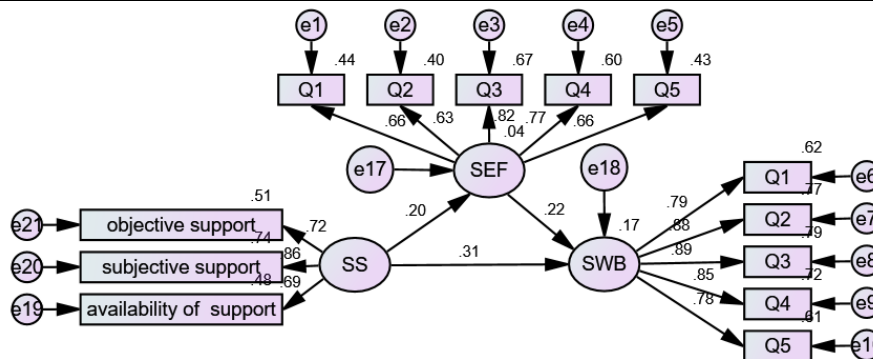 e1 e2 e3 e4 e5
.44 .40 .67 .60 .43
Q1 Q2 Q3 Q4 Q5
.66 .63 .82 .77 .66
.04
.62
e17 SEF e18
Q1 e6
.79 .77
.51
.20 .22 .17 .88 Q2 e7
e21 objective support .72
.79
.74 .31 .89 Q3 e8
e20 subjective support .86 SS SWB
.72
.48 .69 .85 Q4 e9
e19 availability of support
.78 .61
Q5